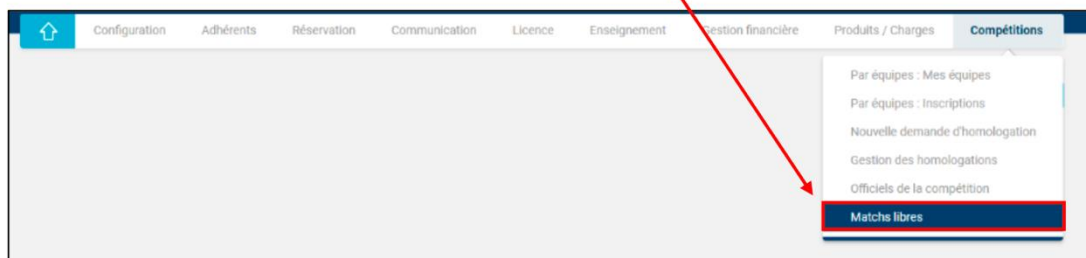 Configuration Adhérents Réservation Communication Licence Enseignement Gestion financière Produits / Charges Compétitions
Par équipes : Mes équipes
Par équipes : Inscriptions
Nouvelle demande d'homologation
Gestion des homologations
Officiels de la compétition
Matchs libres